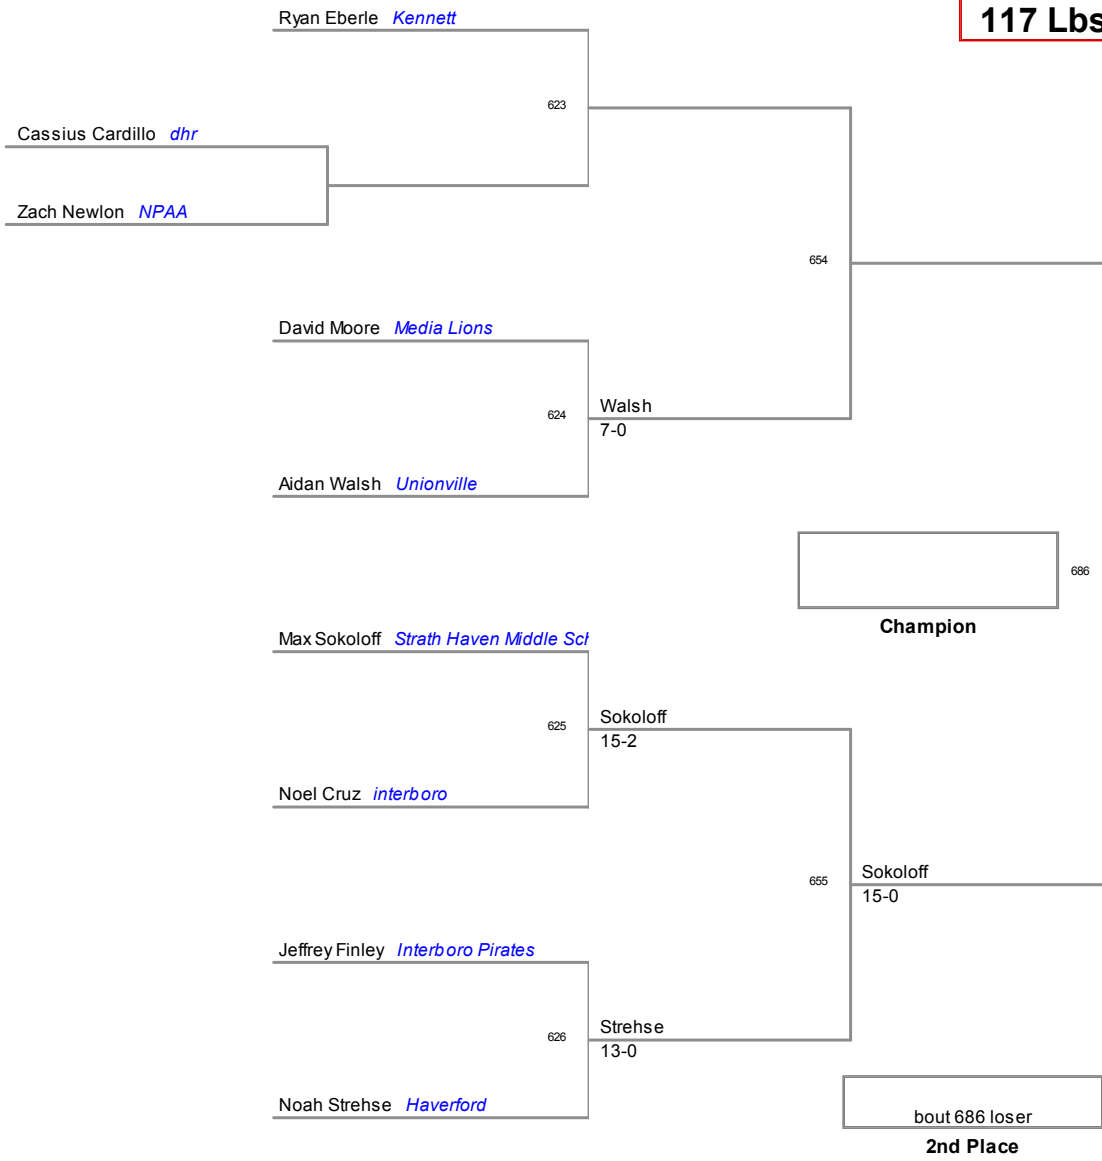 Ryan Eberle Kennett
117 Lbs
623
Cassius Cardillo dhr
Zach Newlon NPAA
654
David Moore Media Lions
624
Walsh
7-0
Aidan Walsh Unionville
686
Champion
Max Sokoloff Strath Haven Middle Sch
625
Sokoloff
15-2
Noel Cruz interboro
655
Sokoloff
15-0
Jeffrey Finley Interboro Pirates
626
Strehse
13-0
Noah Strehse Haverford
bout 686 loser
2nd Place